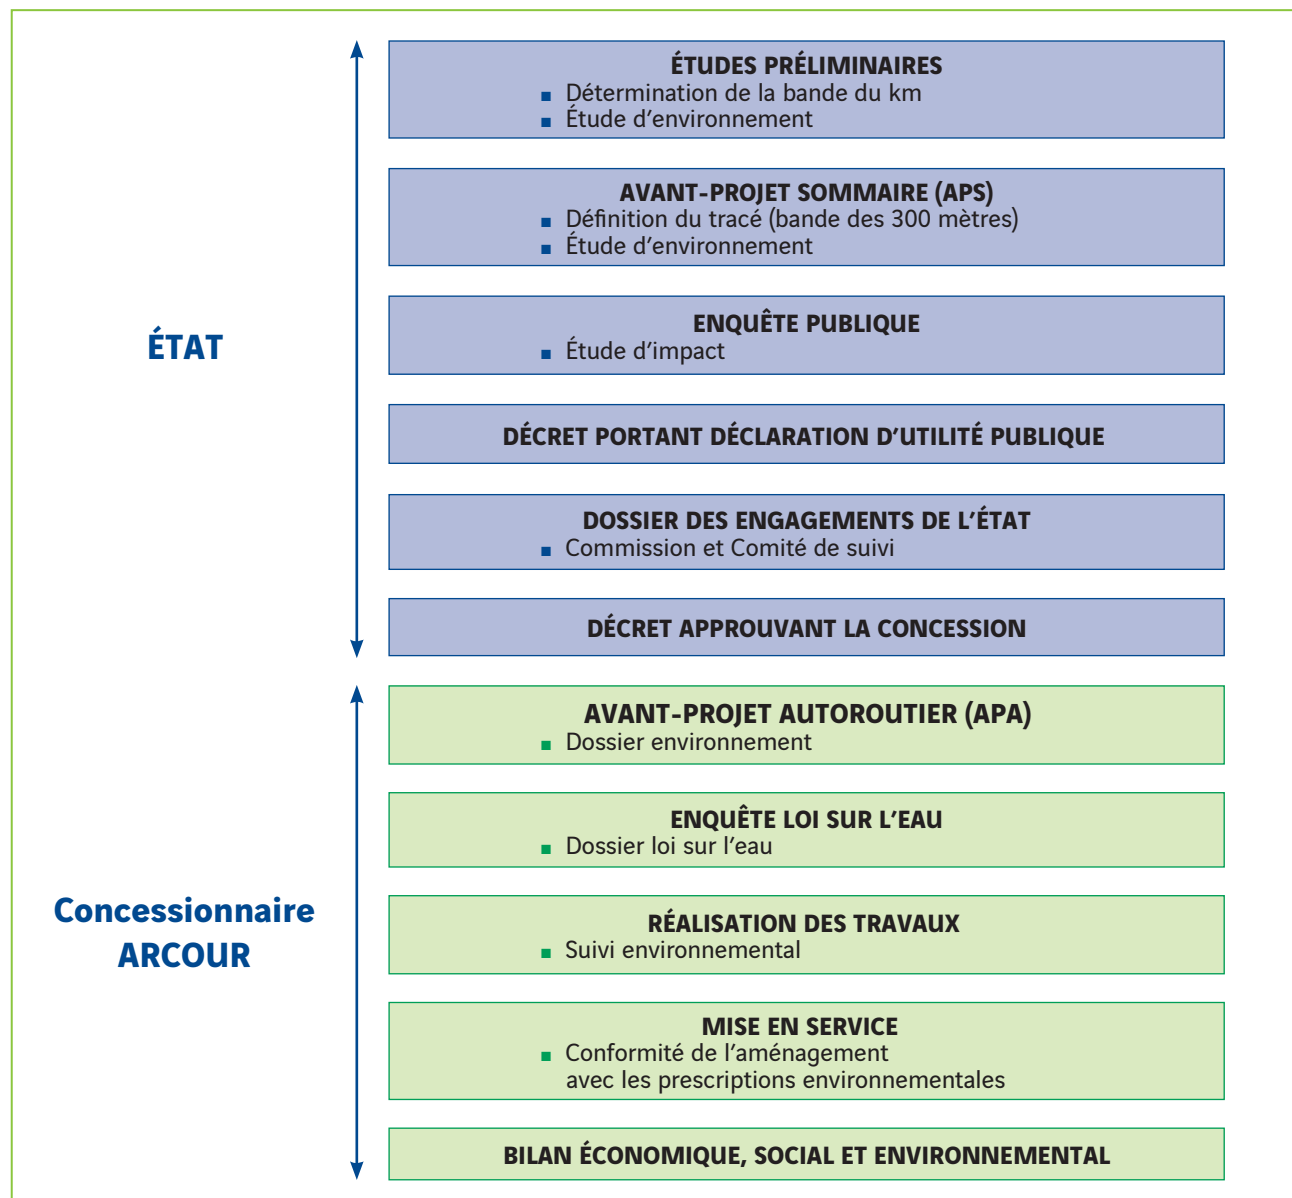 ÉTUDES PRÉLIMINAIRES
▪ Détermination de la bande du km
▪ Étude d'environnement
AVANT-PROJET SOMMAIRE (APS)
▪ Définition du tracé (bande des 300 mètres)
▪ Étude d'environnement
ENQUÊTE PUBLIQUE
▪ Étude d'impact
ÉTAT
DÉCRET PORTANT DÉCLARATION D'UTILITÉ PUBLIQUE
DOSSIER DES ENGAGEMENTS DE L'ÉTAT
▪ Commission et Comité de suivi
DÉCRET APPROUVANT LA CONCESSION
AVANT-PROJET AUTOROUTIER (APA)
▪ Dossier environnement
ENQUÊTE LOI SUR L'EAU
▪ Dossier loi sur l'eau
Concessionnaire
ARCOUR
RÉALISATION DES TRAVAUX
▪ Suivi environnemental
MISE EN SERVICE
▪ Conformité de l'aménagement
avec les prescriptions environnementales
BILAN ÉCONOMIQUE, SOCIAL ET ENVIRONNEMENTAL